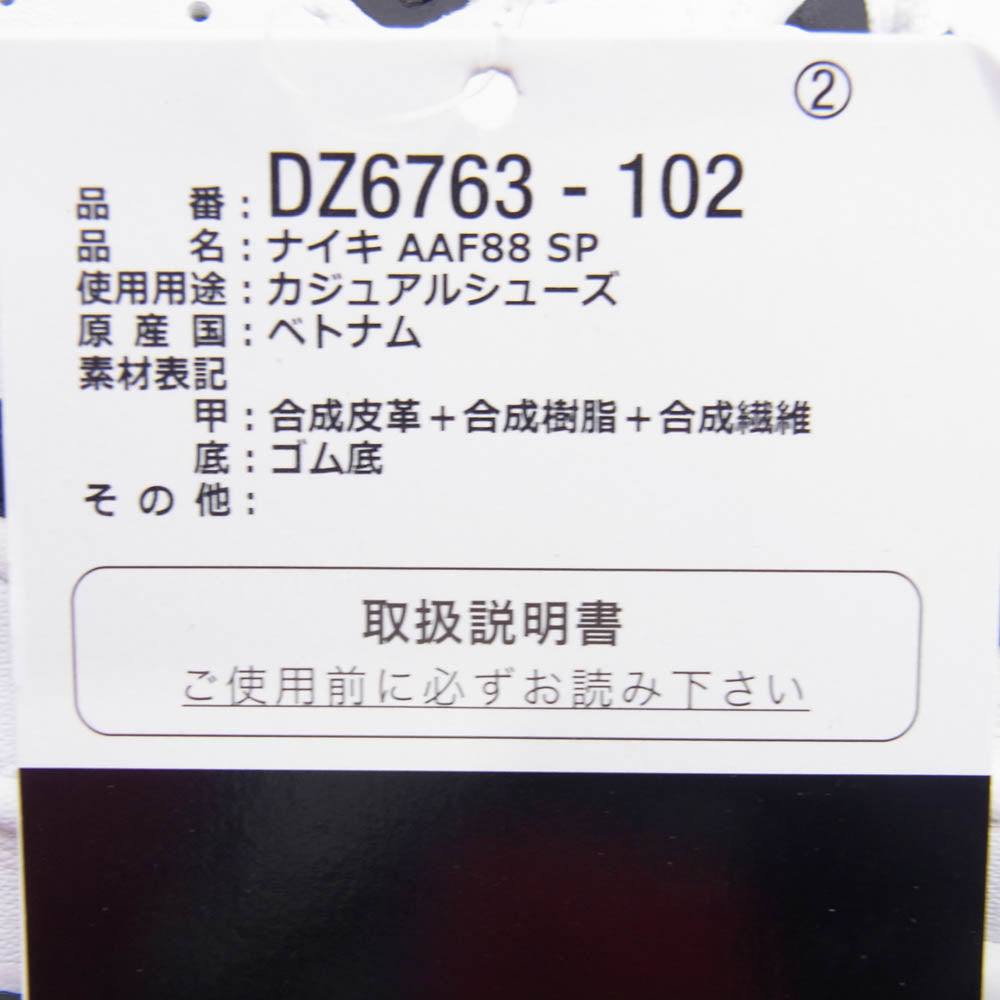 ②
品番:DZ6763 - 102
品名:ナイキ AAF88 SP
使用用途:カジュアルシューズ
原産国:ベトナム
素材表記
甲:合成皮革+合成樹脂+合成繊維
底:ゴム底
その他:
取扱説明書
ご使用前に必ずお読み下さい